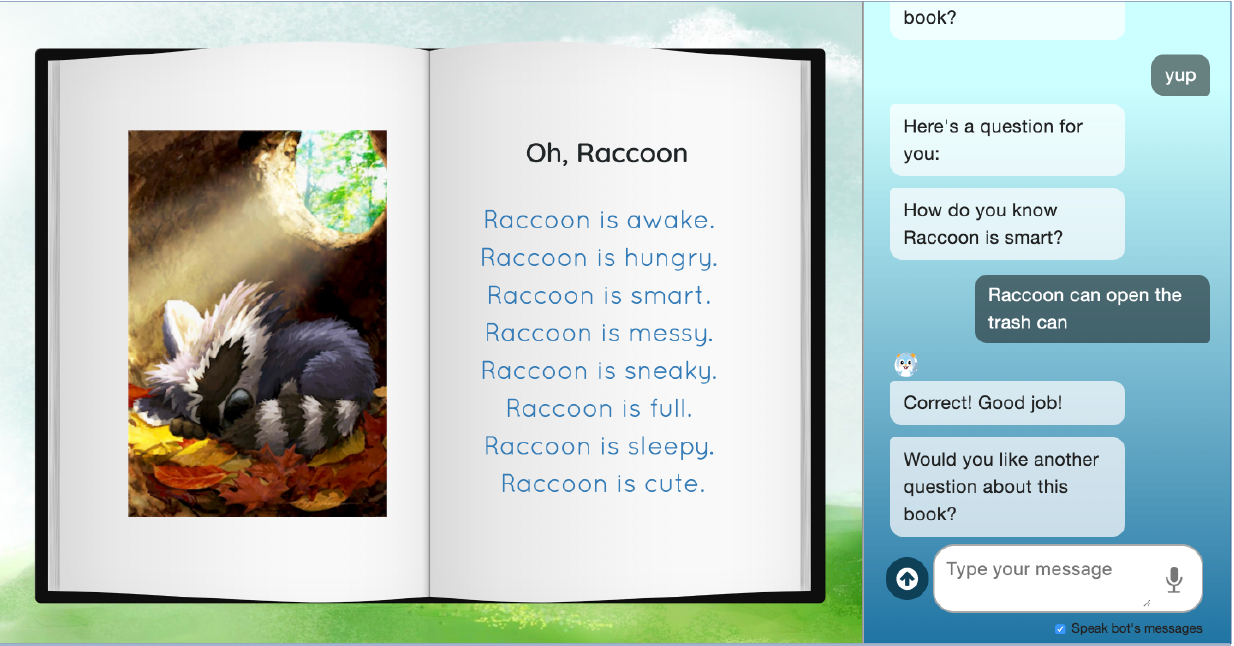 Oh, Raccoon
Raccoon is awake.
Raccoon is hungry.
Raccoon is smart.
Raccoon is messy.
Raccoon is sneaky.
Raccoon is full.
Raccoon is sleepy.
Raccoon is cute.
book?
yup
Here's a question for
you:
How do you know
Raccoon is smart?
Raccoon can open the
trash can
Correct! Good job!
Would you like another
question about this
book?
Type your message
Speak bot's messages